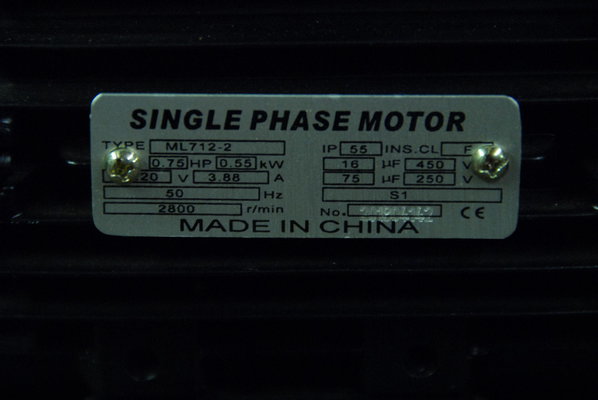 SINGLE PHASE MOTOR
TYPE ML712-2 IP 55 INS.CL F
0.75 HP 0.55 kW 16 µF 450 V
20 V 3.88 A 75 µF 250 V
50 Hz S1
2800 r/min No. CE
MADE IN CHINA